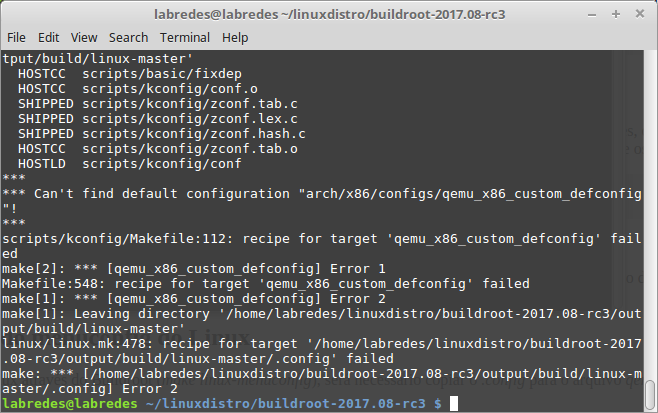 labredes@labredes ~/linuxdistro/buildroot-2017.08-rc3
File Edit View Search Terminal Help
tput/build/linux-master'
HOSTCC scripts/basic/fixdep
HOSTCC scripts/kconfig/conf.o
SHIPPED scripts/kconfig/zconf.tab.c
SHIPPED scripts/kconfig/zconf.lex.c
SHIPPED scripts/kconfig/zconf.hash.c
HOSTCC scripts/kconfig/zconf.tab.o
HOSTLD scripts/kconfig/conf
***
*** Can't find default configuration "arch/x86/configs/qemu_x86_custom_defconfig
"!
***
scripts/kconfig/Makefile:112: recipe for target 'qemu_x86_custom_defconfig' fail
ed
make[2]: *** [qemu_x86_custom_defconfig] Error 1
Makefile:548: recipe for target 'qemu_x86_custom_defconfig' failed
make[1]: *** [qemu_x86_custom_defconfig] Error 2
make[1]: Leaving directory '/home/labredes/linuxdistro/buildroot-2017.08-rc3/out
put/build/linux-master'
linux/linux.mk:478: recipe for target '/home/labredes/linuxdistro/buildroot-2017
.08-rc3/output/build/linux-master/.config' failed
make: *** [/home/labredes/linuxdistro/buildroot-2017.08-rc3/output/build/linux-m
aster/.config] Error 2
labredes@labredes ~/linuxdistro/buildroot-2017.08-rc3 $